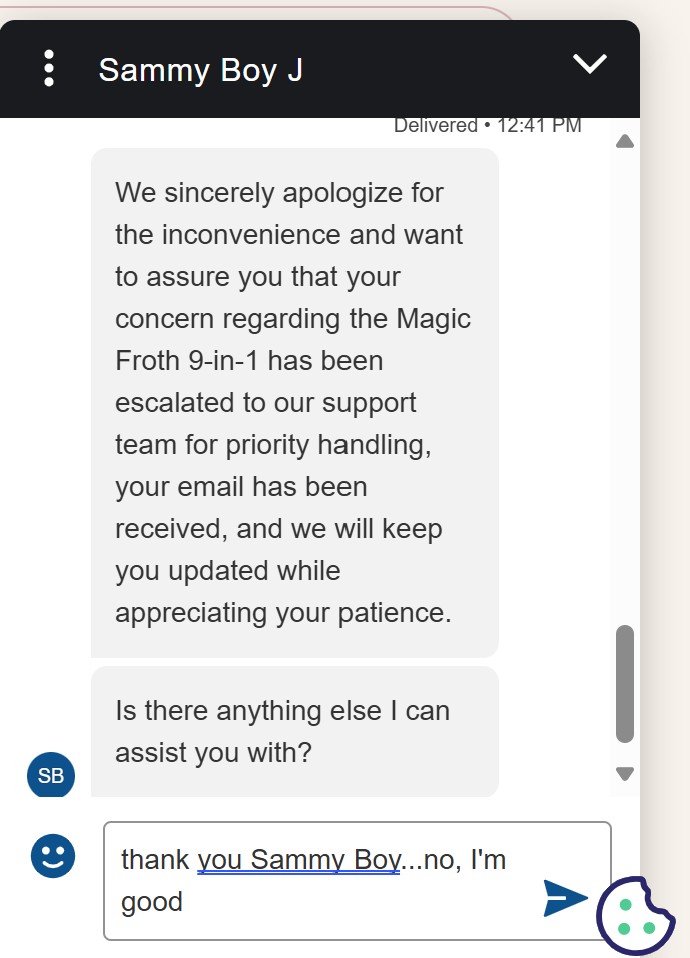 Sammy Boy J
Delivered • 12:41 PM
We sincerely apologize for
the inconvenience and want
to assure you that your
concern regarding the Magic
Froth 9-in-1 has been
escalated to our support
team for priority handling,
your email has been
received, and we will keep
you updated while
appreciating your patience.
Is there anything else I can
assist you with?
SB
thank you Sammy Boy...no, I'm
good